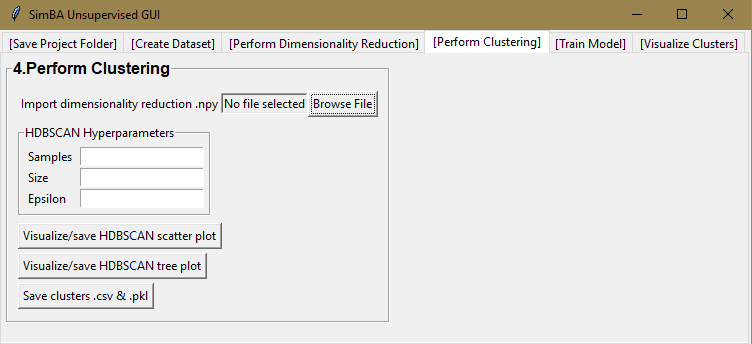 SimBA Unsupervised GUI
[Save Project Folder] [Create Dataset] [Perform Dimensionality Reduction] [Perform Clustering] [Train Model] [Visualize Clusters]
4.Perform Clustering
Import dimensionality reduction .npy No file selected Browse File
HDBSCAN Hyperparameters
Samples
Size
Epsilon
Visualize/save HDBSCAN scatter plot
Visualize/save HDBSCAN tree plot
Save clusters .csv & .pkl